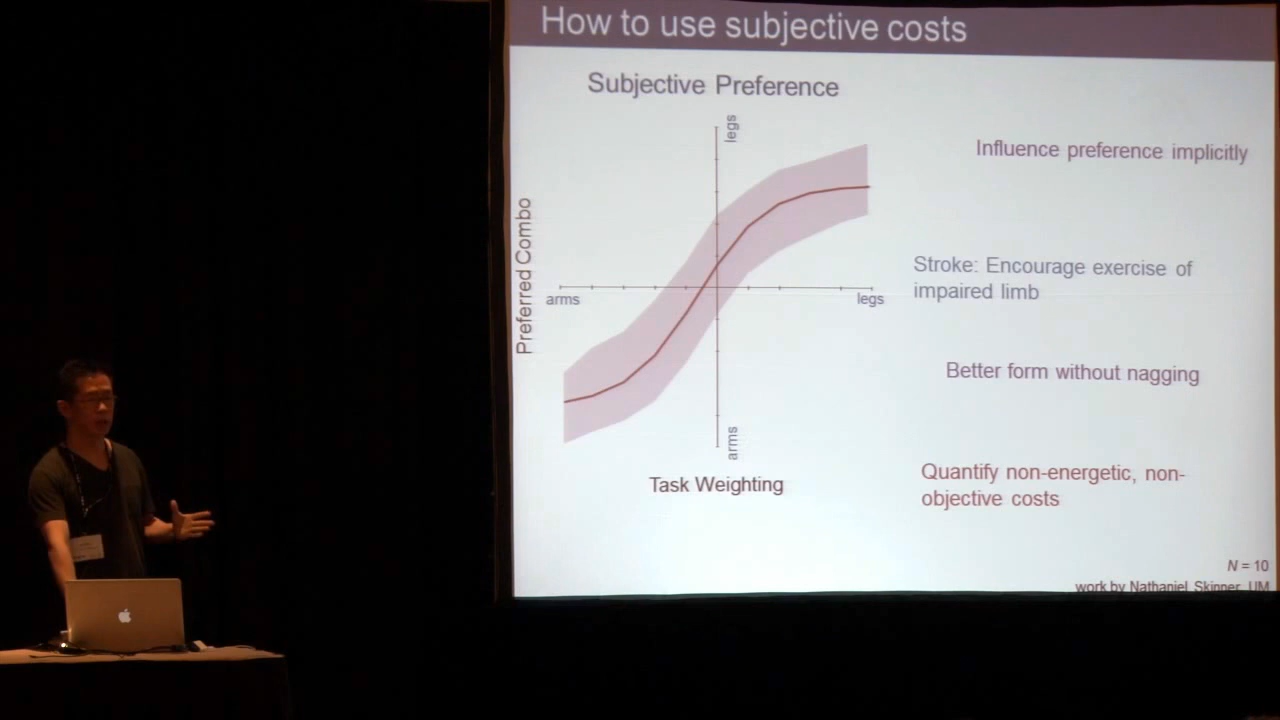 How to use subjective costs
Subjective Preference
legs
Preferred Combo
arms
legs
arms
Task Weighting
Influence preference implicitly
Stroke: Encourage exercise of
impaired limb
Better form without nagging
Quantify non-energetic, non-
objective costs
N = 10
work by Nathaniel Skinner, UM